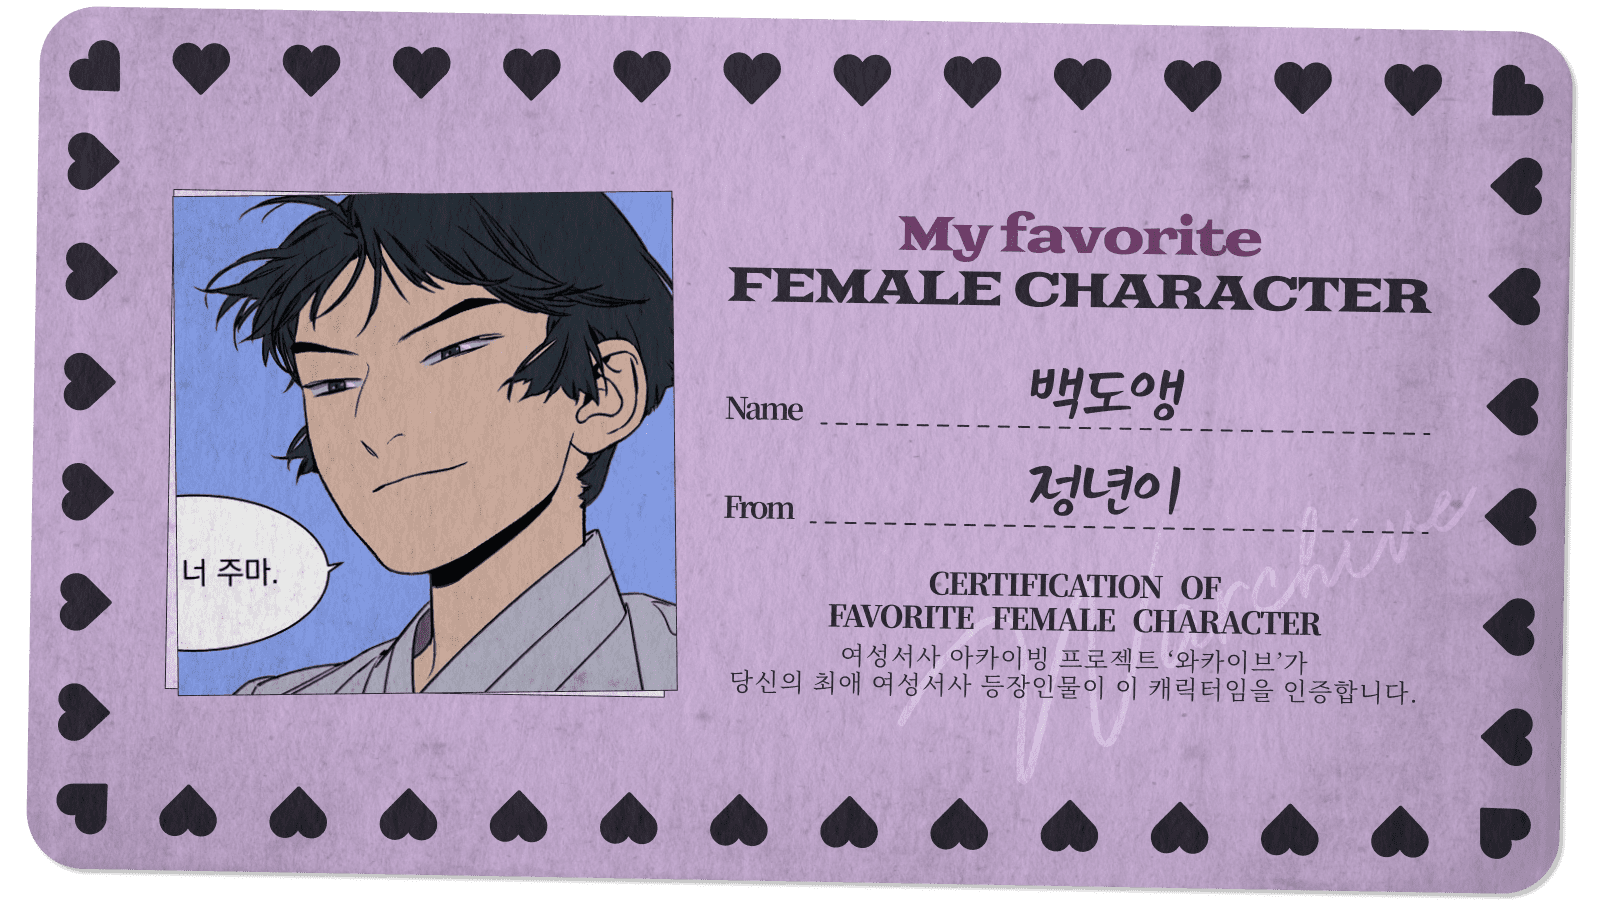 My favorite
FEMALE CHARACTER
Name 백도앵
From 정년이
너 주마.
CERTIFICATION OF
FAVORITE FEMALE CHARACTER
여성서사 아카이빙 프로젝트 ‘와카이브’가
당신의 최애 여성서사 등장인물이 이 캐릭터임을 인증합니다.
W/archive